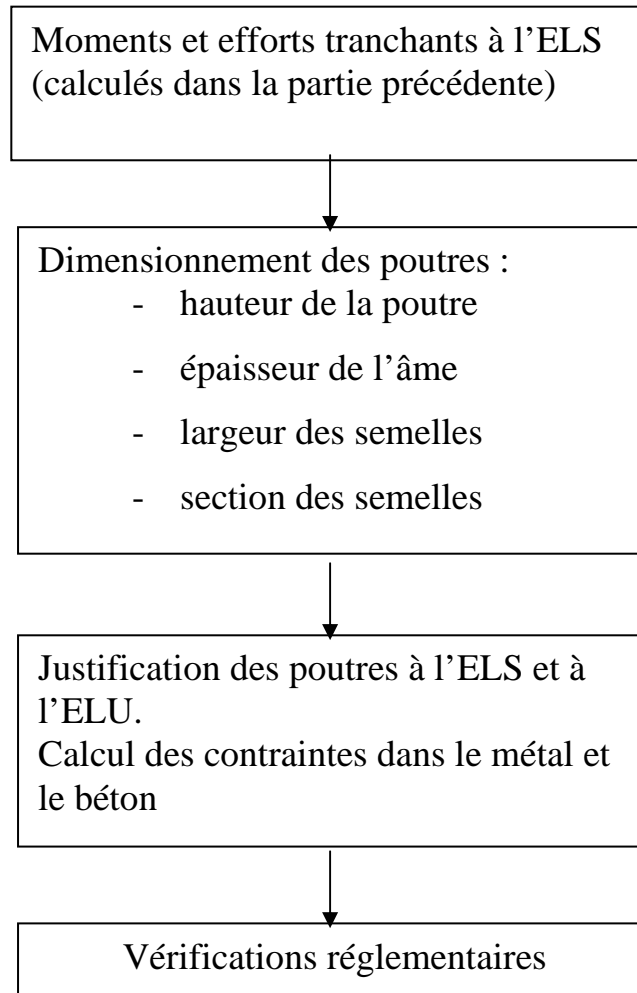 Moments et efforts tranchants à l’ELS
(calculés dans la partie précédente)
Dimensionnement des poutres :
- hauteur de la poutre
- épaisseur de l’âme
- largeur des semelles
- section des semelles
Justification des poutres à l’ELS et à
l’ELU.
Calcul des contraintes dans le métal et
le béton
Vérifications réglementaires